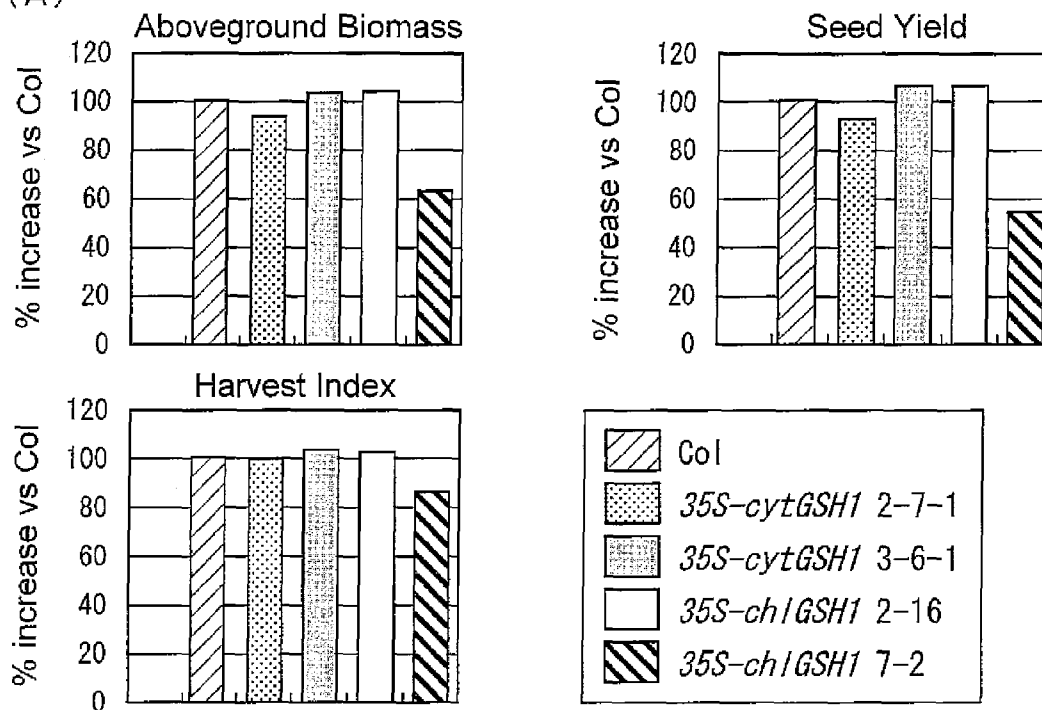 (A)
Aboveground Biomass
% increase vs Col
120
100
80
60
40
20
0
Seed Yield
% increase vs Col
120
100
80
60
40
20
0
Harvest Index
% increase vs Col
120
100
80
60
40
20
0
Col
35S-cytGSH1 2-7-1
35S-cytGSH1 3-6-1
35S-chlGSH1 2-16
35S-chlGSH1 7-2